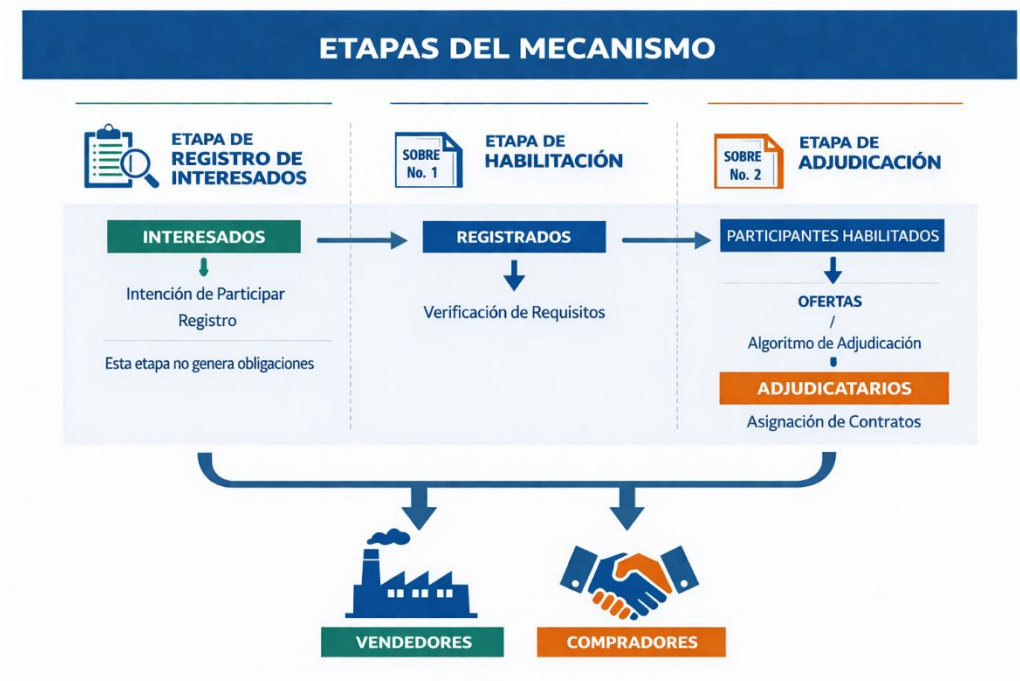 ETAPAS DEL MECANISMO
ETAPA DE
REGISTRO DE
INTERESADOS
SOBRE
No. 1
ETAPA DE
HABILITACIÓN
SOBRE
No. 2
ETAPA DE
ADJUDICACIÓN
INTERESADOS
Intención de Participar
Registro
Esta etapa no genera obligaciones
REGISTRADOS
Verificación de Requisitos
PARTICIPANTES HABILITADOS
OFERTAS
/
Algoritmo de Adjudicación
ADJUDICATARIOS
Asignación de Contratos
VENDEDORES
COMPRADORES